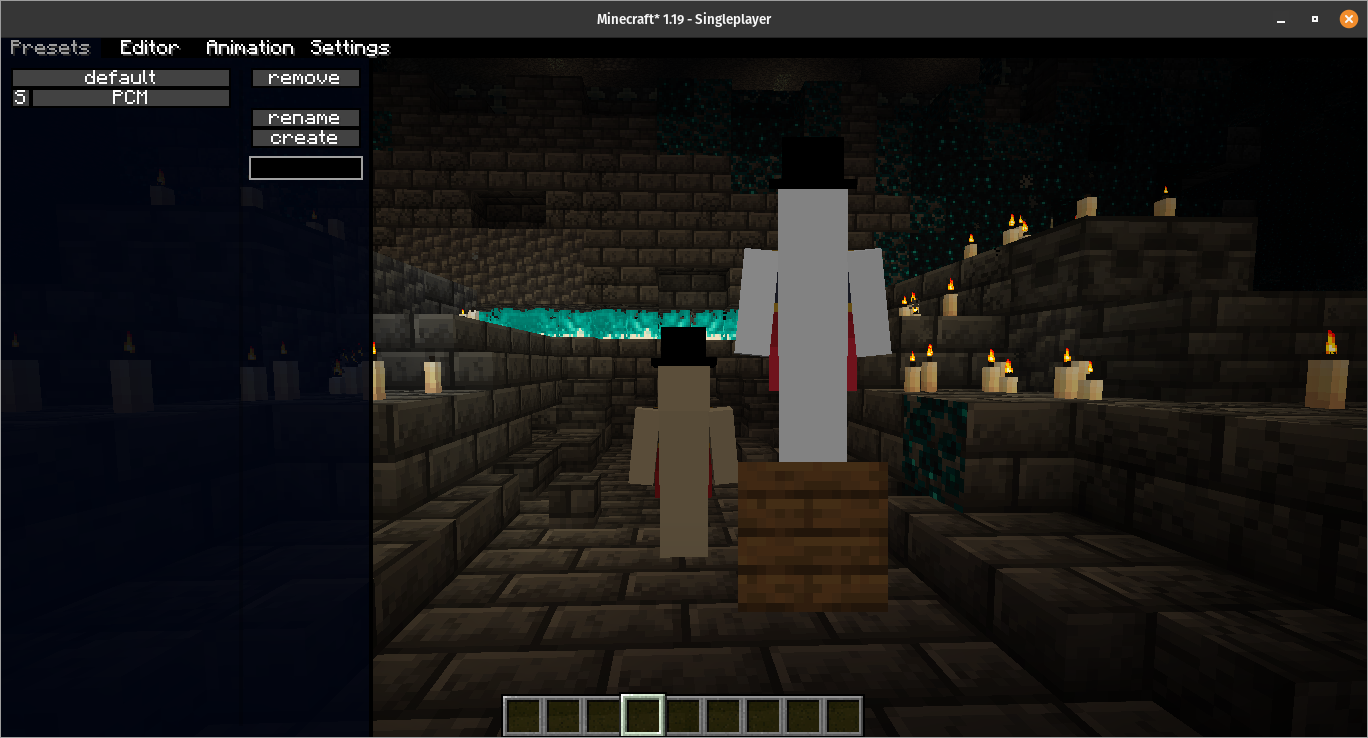 Minecraft* 1.19 - Singleplayer
Presets Editor Animation Settings
default remove
S PCM
rename
create